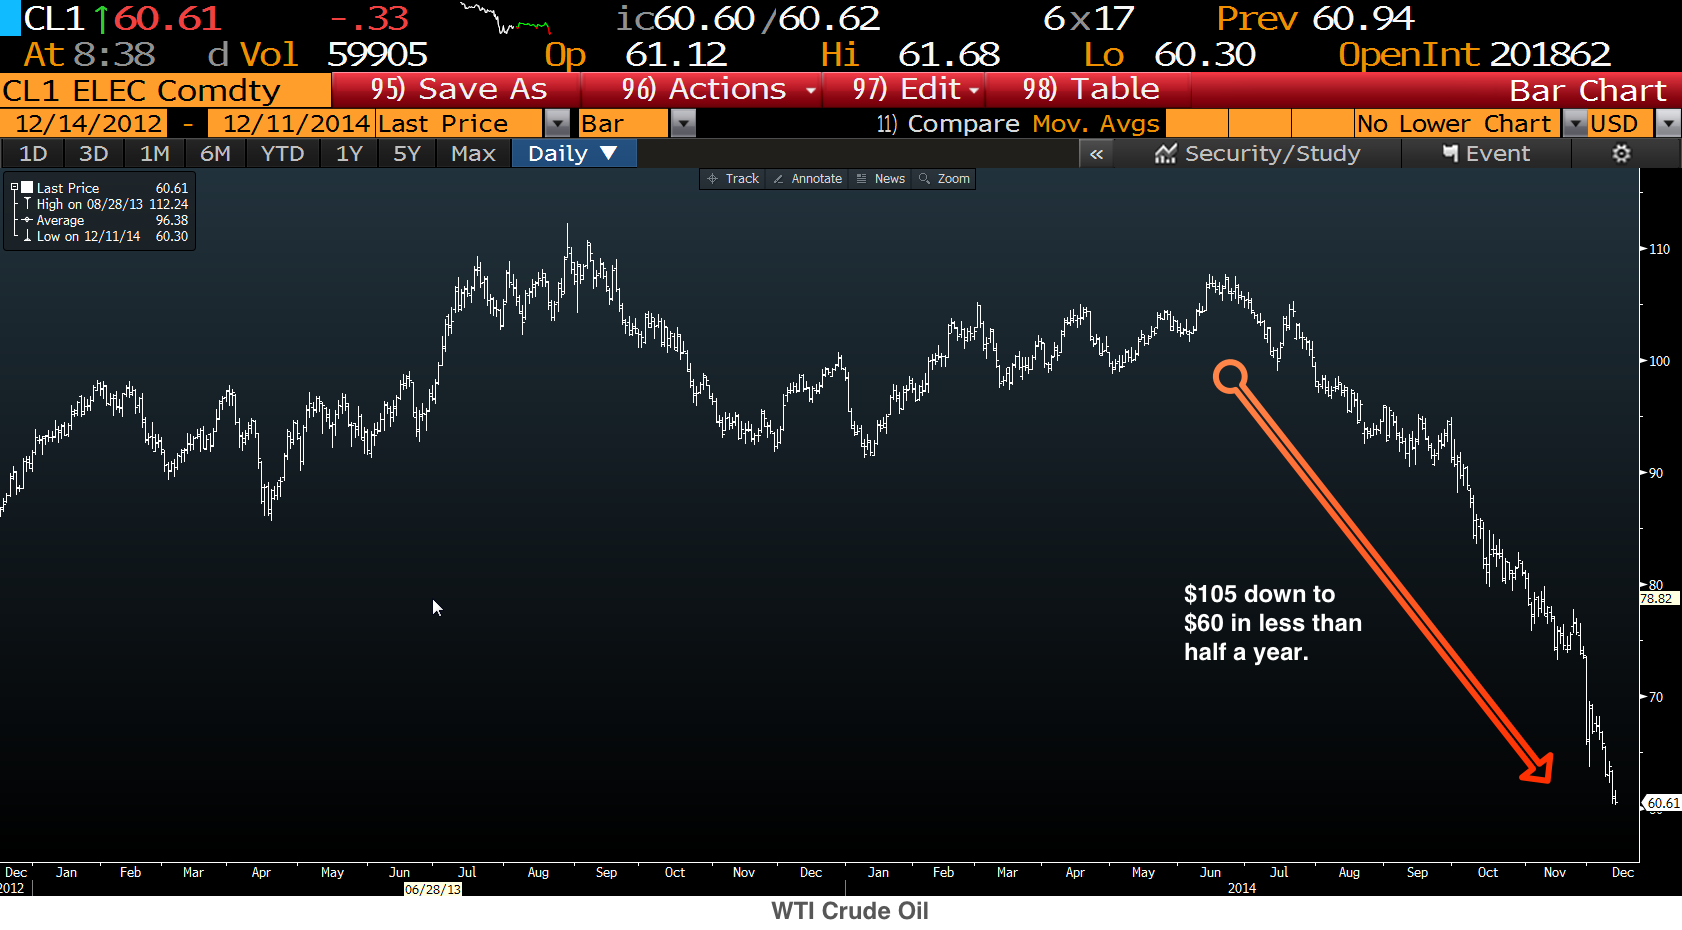 CL1 ↑60.61 -.33 ic60.60/60.62 6x17 Prev 60.94
At 8:38 d Vol 59905 Op 61.12 Hi 61.68 Lo 60.30 OpenInt 201862
CL1 ELEC Comdty 95) Save As 96) Actions 97) Edit 98) Table Bar Chart
12/14/2012 - 12/11/2014 Last Price Bar 11) Compare Mov. Avgs No Lower Chart USD
1D 3D 1M 6M YTD 1Y 5Y Max Daily ▼ « Security/Study Event
Track Annotate News Zoom
Last Price 60.61
High on 08/28/13 112.24
Average 96.38
Low on 12/11/14 60.30
110
100
90
80
78.82
70
60.61
$105 down to
$60 in less than
half a year.
Dec Jan Feb Mar Apr May Jun Jul Aug Sep Oct Nov Dec Jan Feb Mar Apr May Jun Jul Aug Sep Oct Nov Dec
2012 06/28/13 2014
WTI Crude Oil